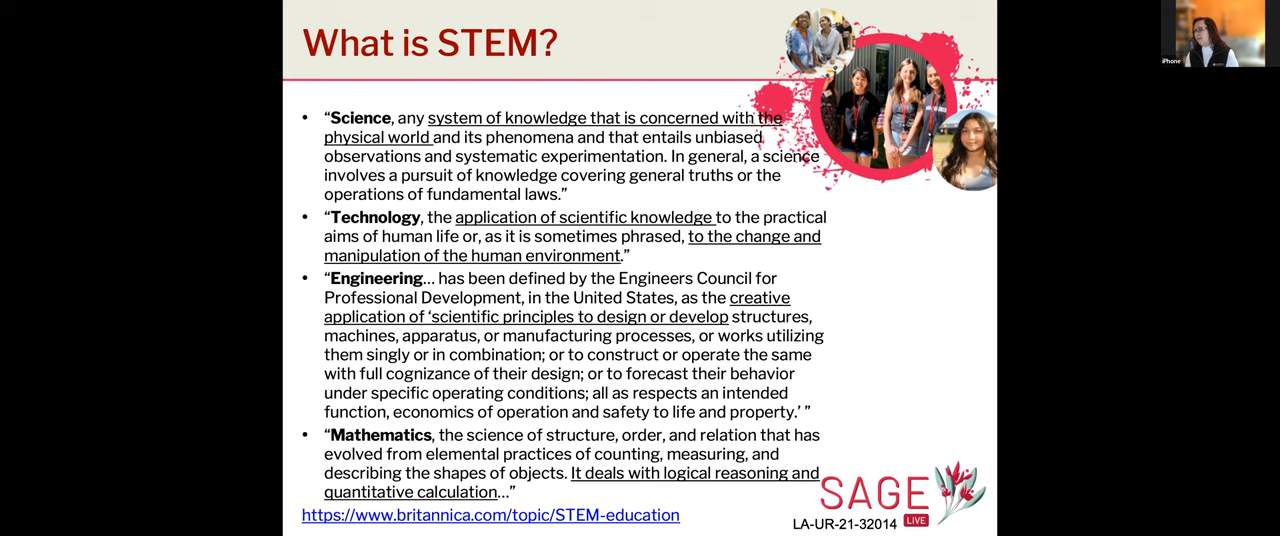 What is STEM?
iPhone
• “Science, any system of knowledge that is concerned with the
physical world and its phenomena and that entails unbiased
observations and systematic experimentation. In general, a science
involves a pursuit of knowledge covering general truths or the
operations of fundamental laws.”
• “Technology, the application of scientific knowledge to the practical
aims of human life or, as it is sometimes phrased, to the change and
manipulation of the human environment.”
• “Engineering… has been defined by the Engineers Council for
Professional Development, in the United States, as the creative
application of ‘scientific principles to design or develop structures,
machines, apparatus, or manufacturing processes, or works utilizing
them singly or in combination; or to construct or operate the same
with full cognizance of their design; or to forecast their behavior
under specific operating conditions; all as respects an intended
function, economics of operation and safety to life and property.’ ”
• “Mathematics, the science of structure, order, and relation that has
evolved from elemental practices of counting, measuring, and
describing the shapes of objects. It deals with logical reasoning and
quantitative calculation…”
https://www.britannica.com/topic/STEM-education
SAGE
LIVE
LA-UR-21-32014